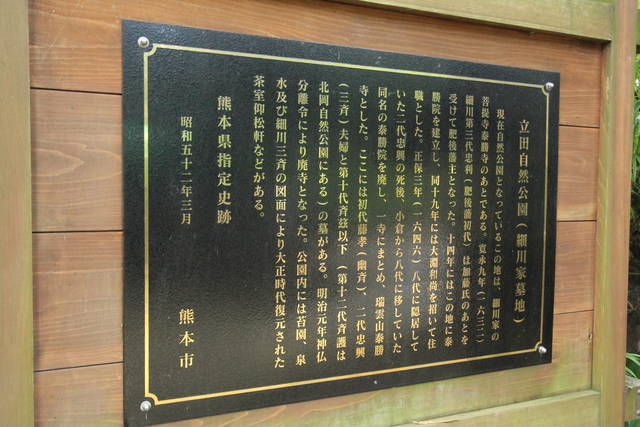 立田自然公園（細川家墓地）
現在自然公園となっているこの地は、細川家の
菩提寺泰勝寺のあとである。寛永九年（一六三二）
細川第三代忠利（肥後藩初代）は加藤氏のあとを
受けて肥後藩主となった。十四年にはこの地に泰
勝院を建立し、同十九年には大淵和尚を招いて住
職とした。正保三年（一六四六）八代に隠居して
いた二代忠興の死後、小倉から八代に移していた
同名の泰勝院を廃し、一寺にまとめ、瑞雲山泰勝
寺とした。ここには初代藤孝（幽斉）、二代忠興
（三斉）夫婦と第十代斉茲以下（第十二代斉護は
北岡自然公園にある）の墓がある。明治元年神仏
分離令により廃寺となった。公園内には苔園、泉
水及び細川三斉の図面により大正時代復元された
茶室仰松軒などがある。
熊本県指定史跡
昭和五十二年三月
熊本市